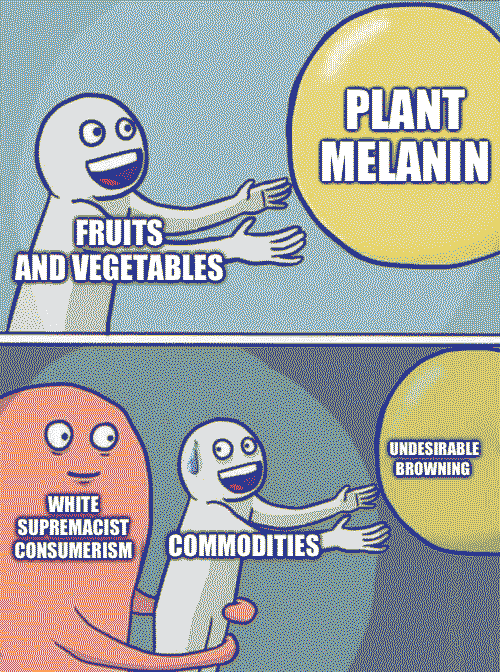 PLANT
MELANIN
FRUITS
AND VEGETABLES
UNDESIRABLE
BROWNING
WHITE
SUPREMACIST
CONSUMERISM
COMMODITIES